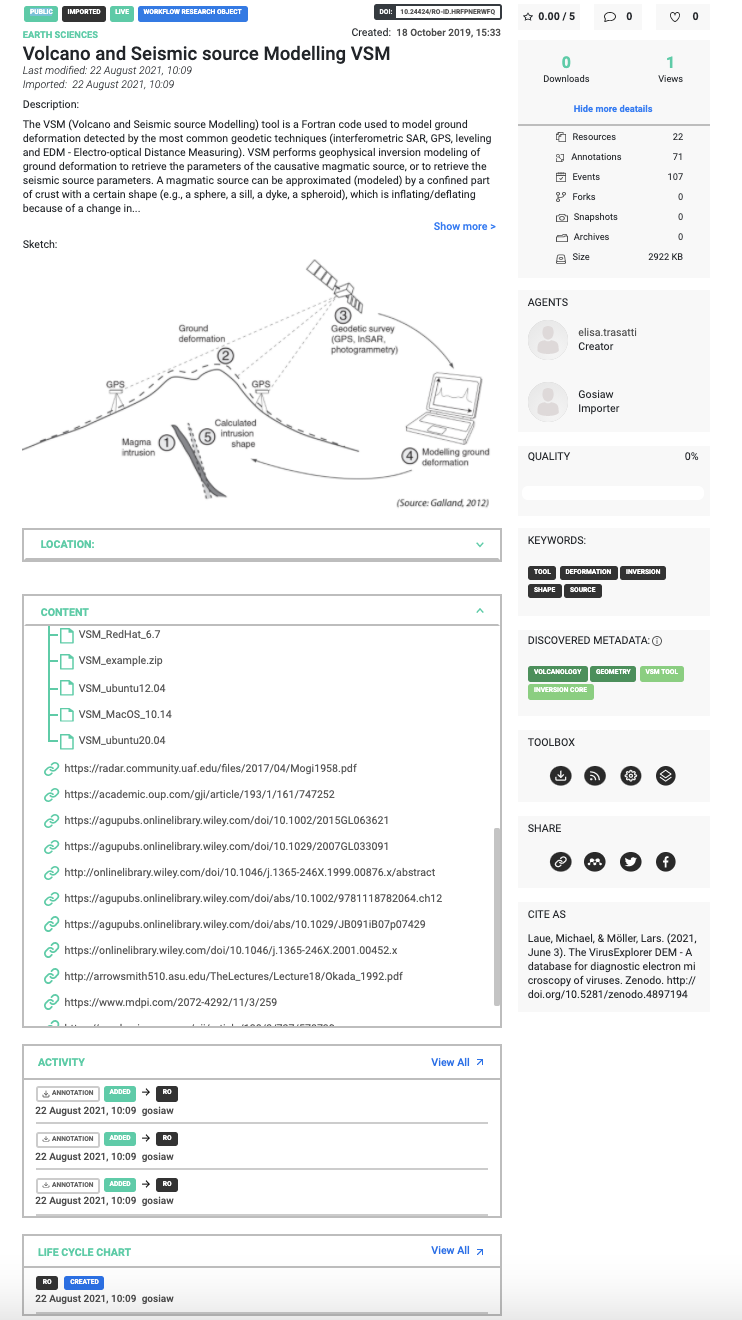 PUBLIC IMPORTED LIVE WORKFLOW RESEARCH OBJECT
DOI: 10.24424/RO-ID.HRFPNERWFQ
EARTH SCIENCES
Created: 18 October 2019, 15:33
Volcano and Seismic source Modelling VSM
Last modified: 22 August 2021, 10:09
Imported: 22 August 2021, 10:09
Description:
The VSM (Volcano and Seismic source Modelling) tool is a Fortran code used to model ground
deformation detected by the most common geodetic techniques (interferometric SAR, GPS, leveling
and EDM - Electro-optical Distance Measuring). VSM performs geophysical inversion modeling of
ground deformation to retrieve the parameters of the causative magmatic source, or to retrieve the
seismic source parameters. A magmatic source can be approximated (modeled) by a confined part
of crust with a certain shape (e.g., a sphere, a sill, a dyke, a spheroid), which is inflating/deflating
because of a change in...
Show more >
Sketch:
3
Geodetic survey
(GPS, InSAR,
photogrammetry)
Ground
deformation
2
GPS
GPS
Magma
intrusion
1
5
Calculated
intrusion
shape
4
Modelling ground
deformation
(Source: Galland, 2012)
LOCATION:
CONTENT
VSM_RedHat_6.7
VSM_example.zip
VSM_ubuntu12.04
VSM_MacOS_10.14
VSM_ubuntu20.04
https://radar.community.uaf.edu/files/2017/04/Mogi1958.pdf
https://academic.oup.com/gji/article/193/1/161/747252
https://agupubs.onlinelibrary.wiley.com/doi/10.1002/2015GL063621
https://agupubs.onlinelibrary.wiley.com/doi/10.1029/2007GL033091
http://onlinelibrary.wiley.com/doi/10.1046/j.1365-246X.1999.00876.x/abstract
https://agupubs.onlinelibrary.wiley.com/doi/abs/10.1002/9781118782064.ch12
https://agupubs.onlinelibrary.wiley.com/doi/abs/10.1029/JB091iB07p07429
https://onlinelibrary.wiley.com/doi/10.1046/j.1365-246X.2001.00452.x
http://arrowsmith510.asu.edu/TheLectures/Lecture18/Okada_1992.pdf
https://www.mdpi.com/2072-4292/11/3/259
ACTIVITY
View All
ANNOTATION ADDED → RO
22 August 2021, 10:09 gosiaw
ANNOTATION ADDED → RO
22 August 2021, 10:09 gosiaw
ANNOTATION ADDED → RO
22 August 2021, 10:09 gosiaw
LIFE CYCLE CHART
View All
RO CREATED
22 August 2021, 10:09 gosiaw
0.00 / 5
0
0
0 1
Downloads Views
Hide more deatails
Resources 22
Annotations 71
Events 107
Forks 0
Snapshots 0
Archives 0
Size 2922 KB
AGENTS
elisa.trasatti
Creator
Gosiaw
Importer
QUALITY 0%
KEYWORDS:
TOOL DEFORMATION INVERSION
SHAPE SOURCE
DISCOVERED METADATA:
VOLCANOLOGY GEOMETRY VSM TOOL
INVERSION CORE
TOOLBOX
SHARE
CITE AS
Laue, Michael, & Möller, Lars. (2021,
June 3). The VirusExplorer DEM - A
database for diagnostic electron mi
croscopy of viruses. Zenodo. http://
doi.org/10.5281/zenodo.4897194